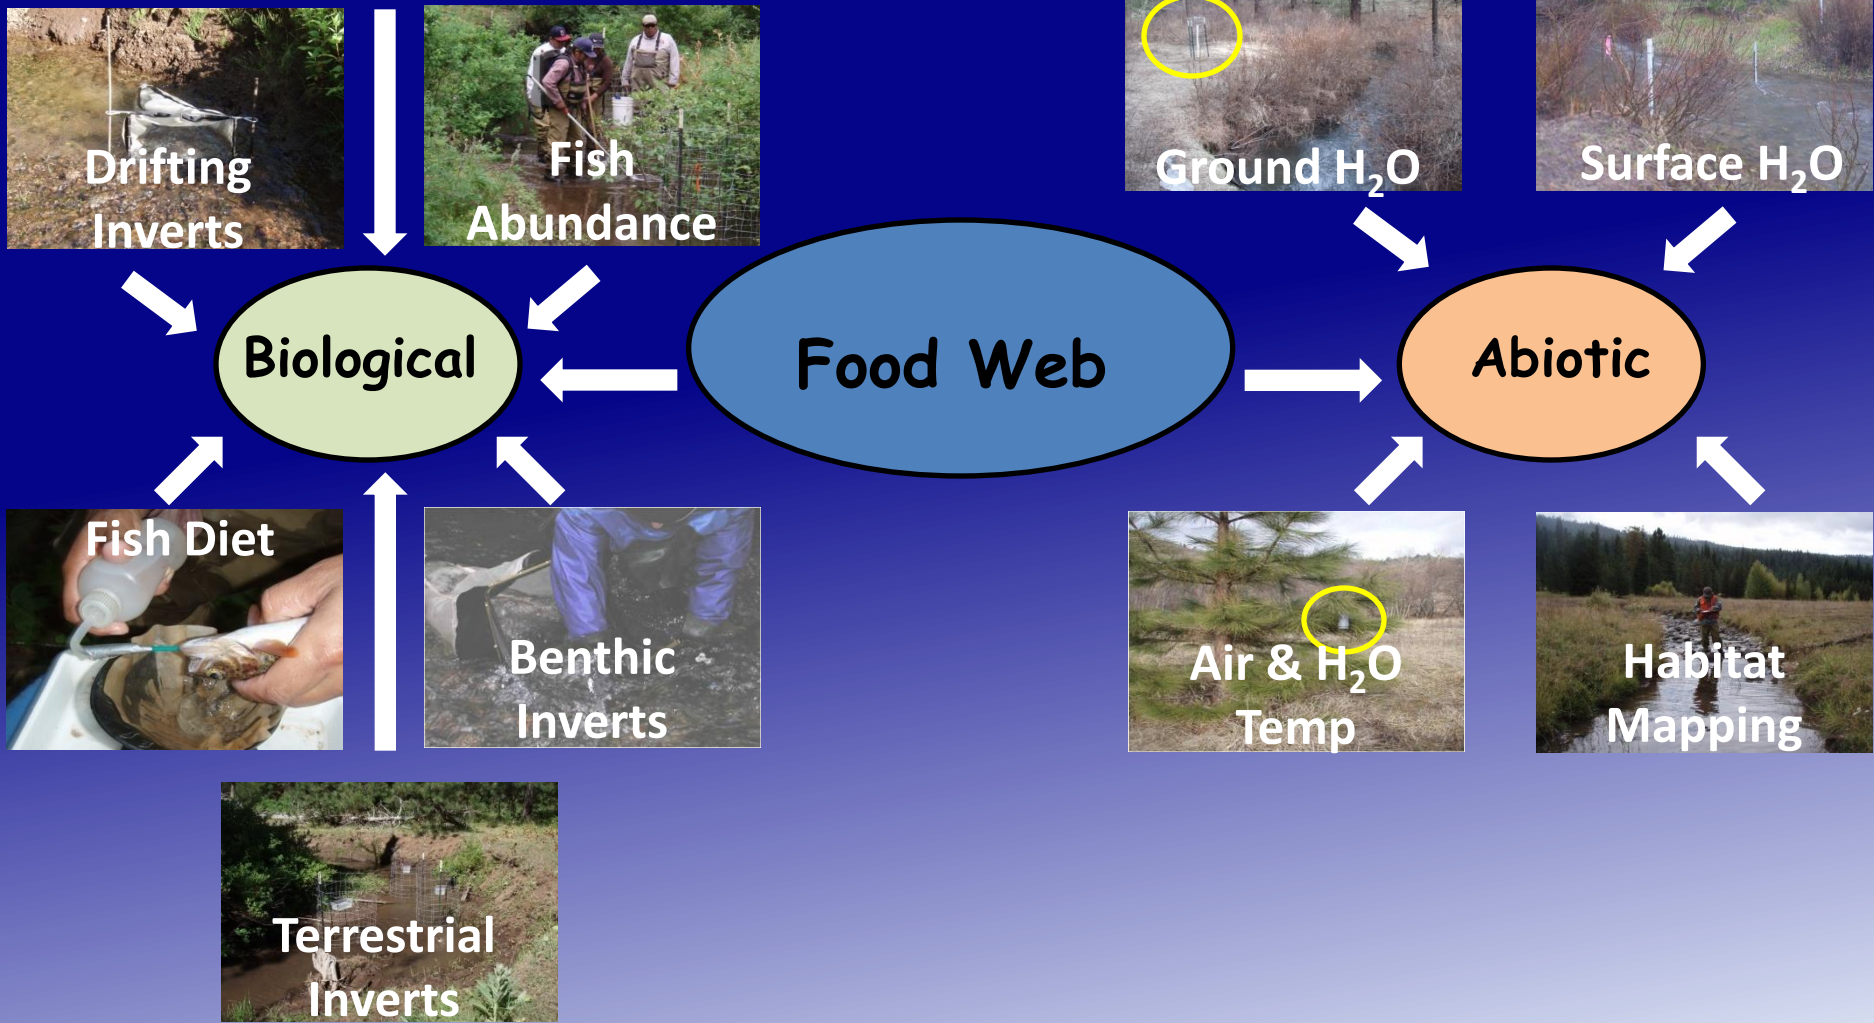 Drifting
Inverts
Fish
Abundance
Ground H₂O
Surface H₂O
Biological
Food Web
Abiotic
Fish Diet
Benthic
Inverts
Air & H₂O
Temp
Habitat
Mapping
Terrestrial
Inverts